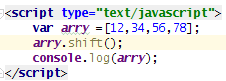 <script type="text/javascript">
var arry =[12,34,56,78];
arry.shift();
console.log(arry);
</script>